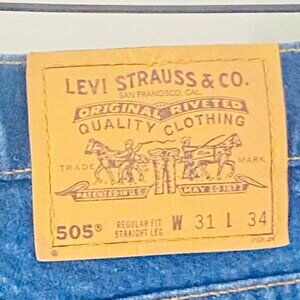 LEVI STRAUSS & CO.
SAN FRANCISCO, CAL.
ORIGINAL RIVETED
QUALITY CLOTHING
TRADE MARK
PATENTED IN U.S. MAY 20 1873
505® REGULAR FIT W 31 L 34
STRAIGHT LEG